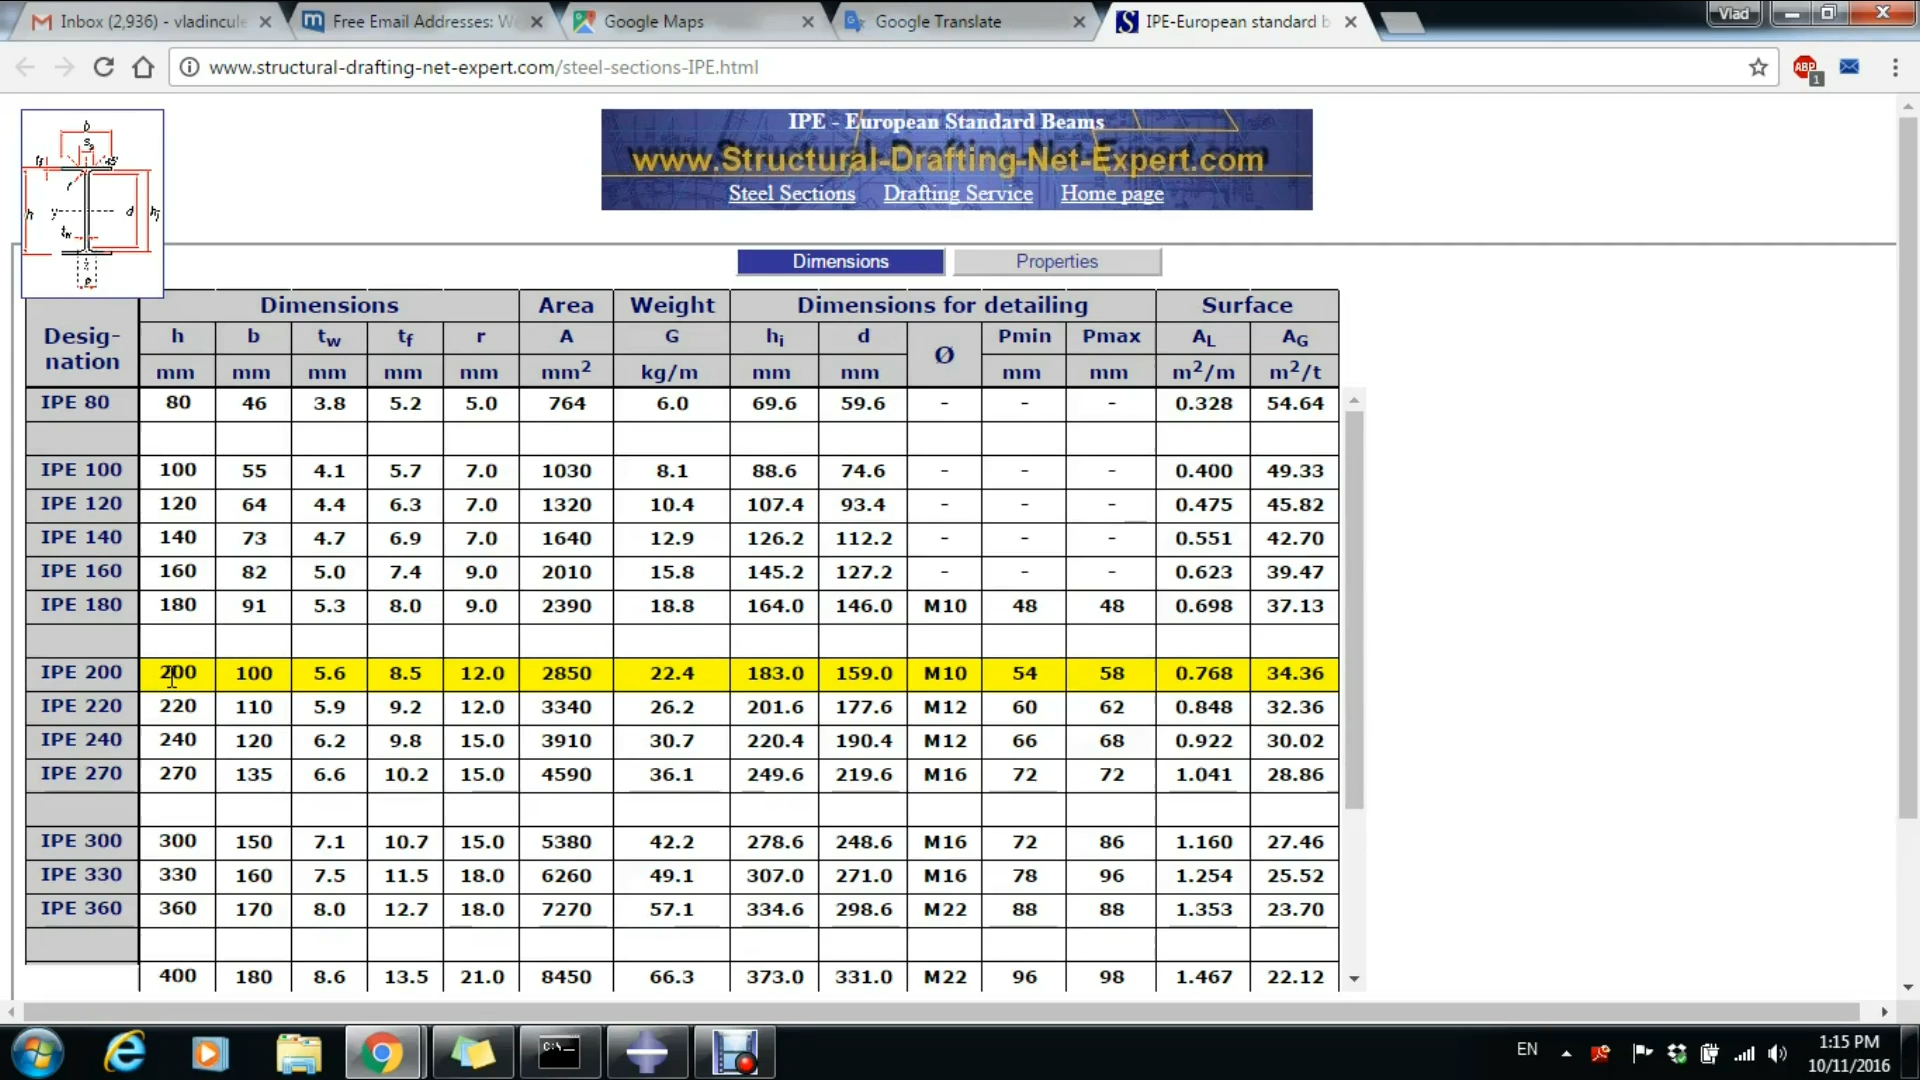 Inbox (2,936) - vladincule
Free Email Addresses: W
Google Maps
Google Translate
IPE-European standard b
Vlad
www.structural-drafting-net-expert.com/steel-sections-IPE.html
ABP
1
IPE - European Standard Beams
www.Structural-Drafting-Net-Expert.com
Steel Sections Drafting Service Home page
b
h y d hi
Dimensions Properties
Desig-nation Dimensions Area Weight Dimensions for detailing Surface
h b tw tf r A G hi d Ø Pmin Pmax AL AG
mm mm mm mm mm mm2 kg/m mm mm mm mm m2/m m2/t
IPE 80 80 46 3.8 5.2 5.0 764 6.0 69.6 59.6 - - - 0.328 54.64
IPE 100 100 55 4.1 5.7 7.0 1030 8.1 88.6 74.6 - - - 0.400 49.33
IPE 120 120 64 4.4 6.3 7.0 1320 10.4 107.4 93.4 - - - 0.475 45.82
IPE 140 140 73 4.7 6.9 7.0 1640 12.9 126.2 112.2 - - - 0.551 42.70
IPE 160 160 82 5.0 7.4 9.0 2010 15.8 145.2 127.2 - - - 0.623 39.47
IPE 180 180 91 5.3 8.0 9.0 2390 18.8 164.0 146.0 M10 48 48 0.698 37.13
IPE 200 200 100 5.6 8.5 12.0 2850 22.4 183.0 159.0 M10 54 58 0.768 34.36
IPE 220 220 110 5.9 9.2 12.0 3340 26.2 201.6 177.6 M12 60 62 0.848 32.36
IPE 240 240 120 6.2 9.8 15.0 3910 30.7 220.4 190.4 M12 66 68 0.922 30.02
IPE 270 270 135 6.6 10.2 15.0 4590 36.1 249.6 219.6 M16 72 72 1.041 28.86
IPE 300 300 150 7.1 10.7 15.0 5380 42.2 278.6 248.6 M16 72 86 1.160 27.46
IPE 330 330 160 7.5 11.5 18.0 6260 49.1 307.0 271.0 M16 78 96 1.254 25.52
IPE 360 360 170 8.0 12.7 18.0 7270 57.1 334.6 298.6 M22 88 88 1.353 23.70
400 180 8.6 13.5 21.0 8450 66.3 373.0 331.0 M22 96 98 1.467 22.12
C:\._
EN
1:15 PM
10/11/2016